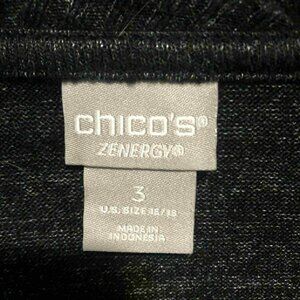 chico's®
ZENERGY®
3
U.S. SIZE 16/18
MADE IN
INDONESIA